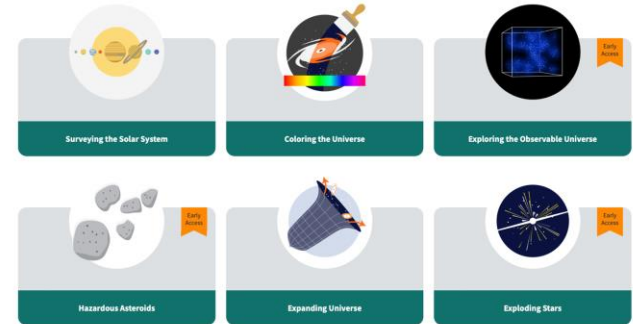 Early
Access
Surveying the Solar System
Coloring the Universe
Exploring the Observable Universe
Early
Access
Early
Access
Hazardous Asteroids
Expanding Universe
Exploding Stars